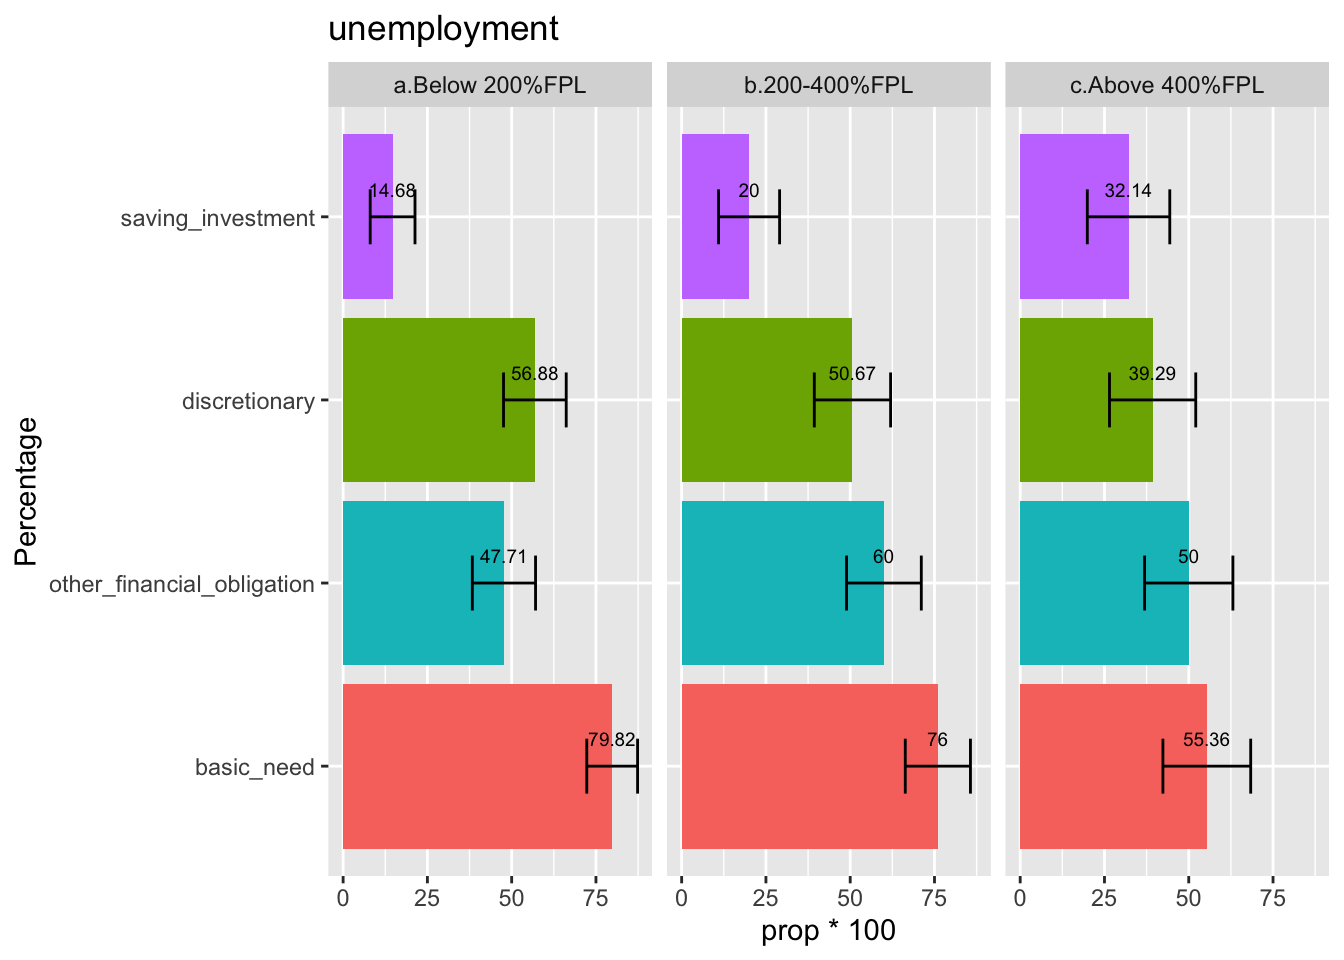 unemployment
a.Below 200%FPL
b.200-400%FPL
c.Above 400%FPL
Percentage
saving_investment
14.68
20
32.14
discretionary
56.88
50.67
39.29
other_financial_obligation
47.71
60
50
basic_need
79.82
76
55.36
0 25 50 75
0 25 50 75
0 25 50 75
prop * 100